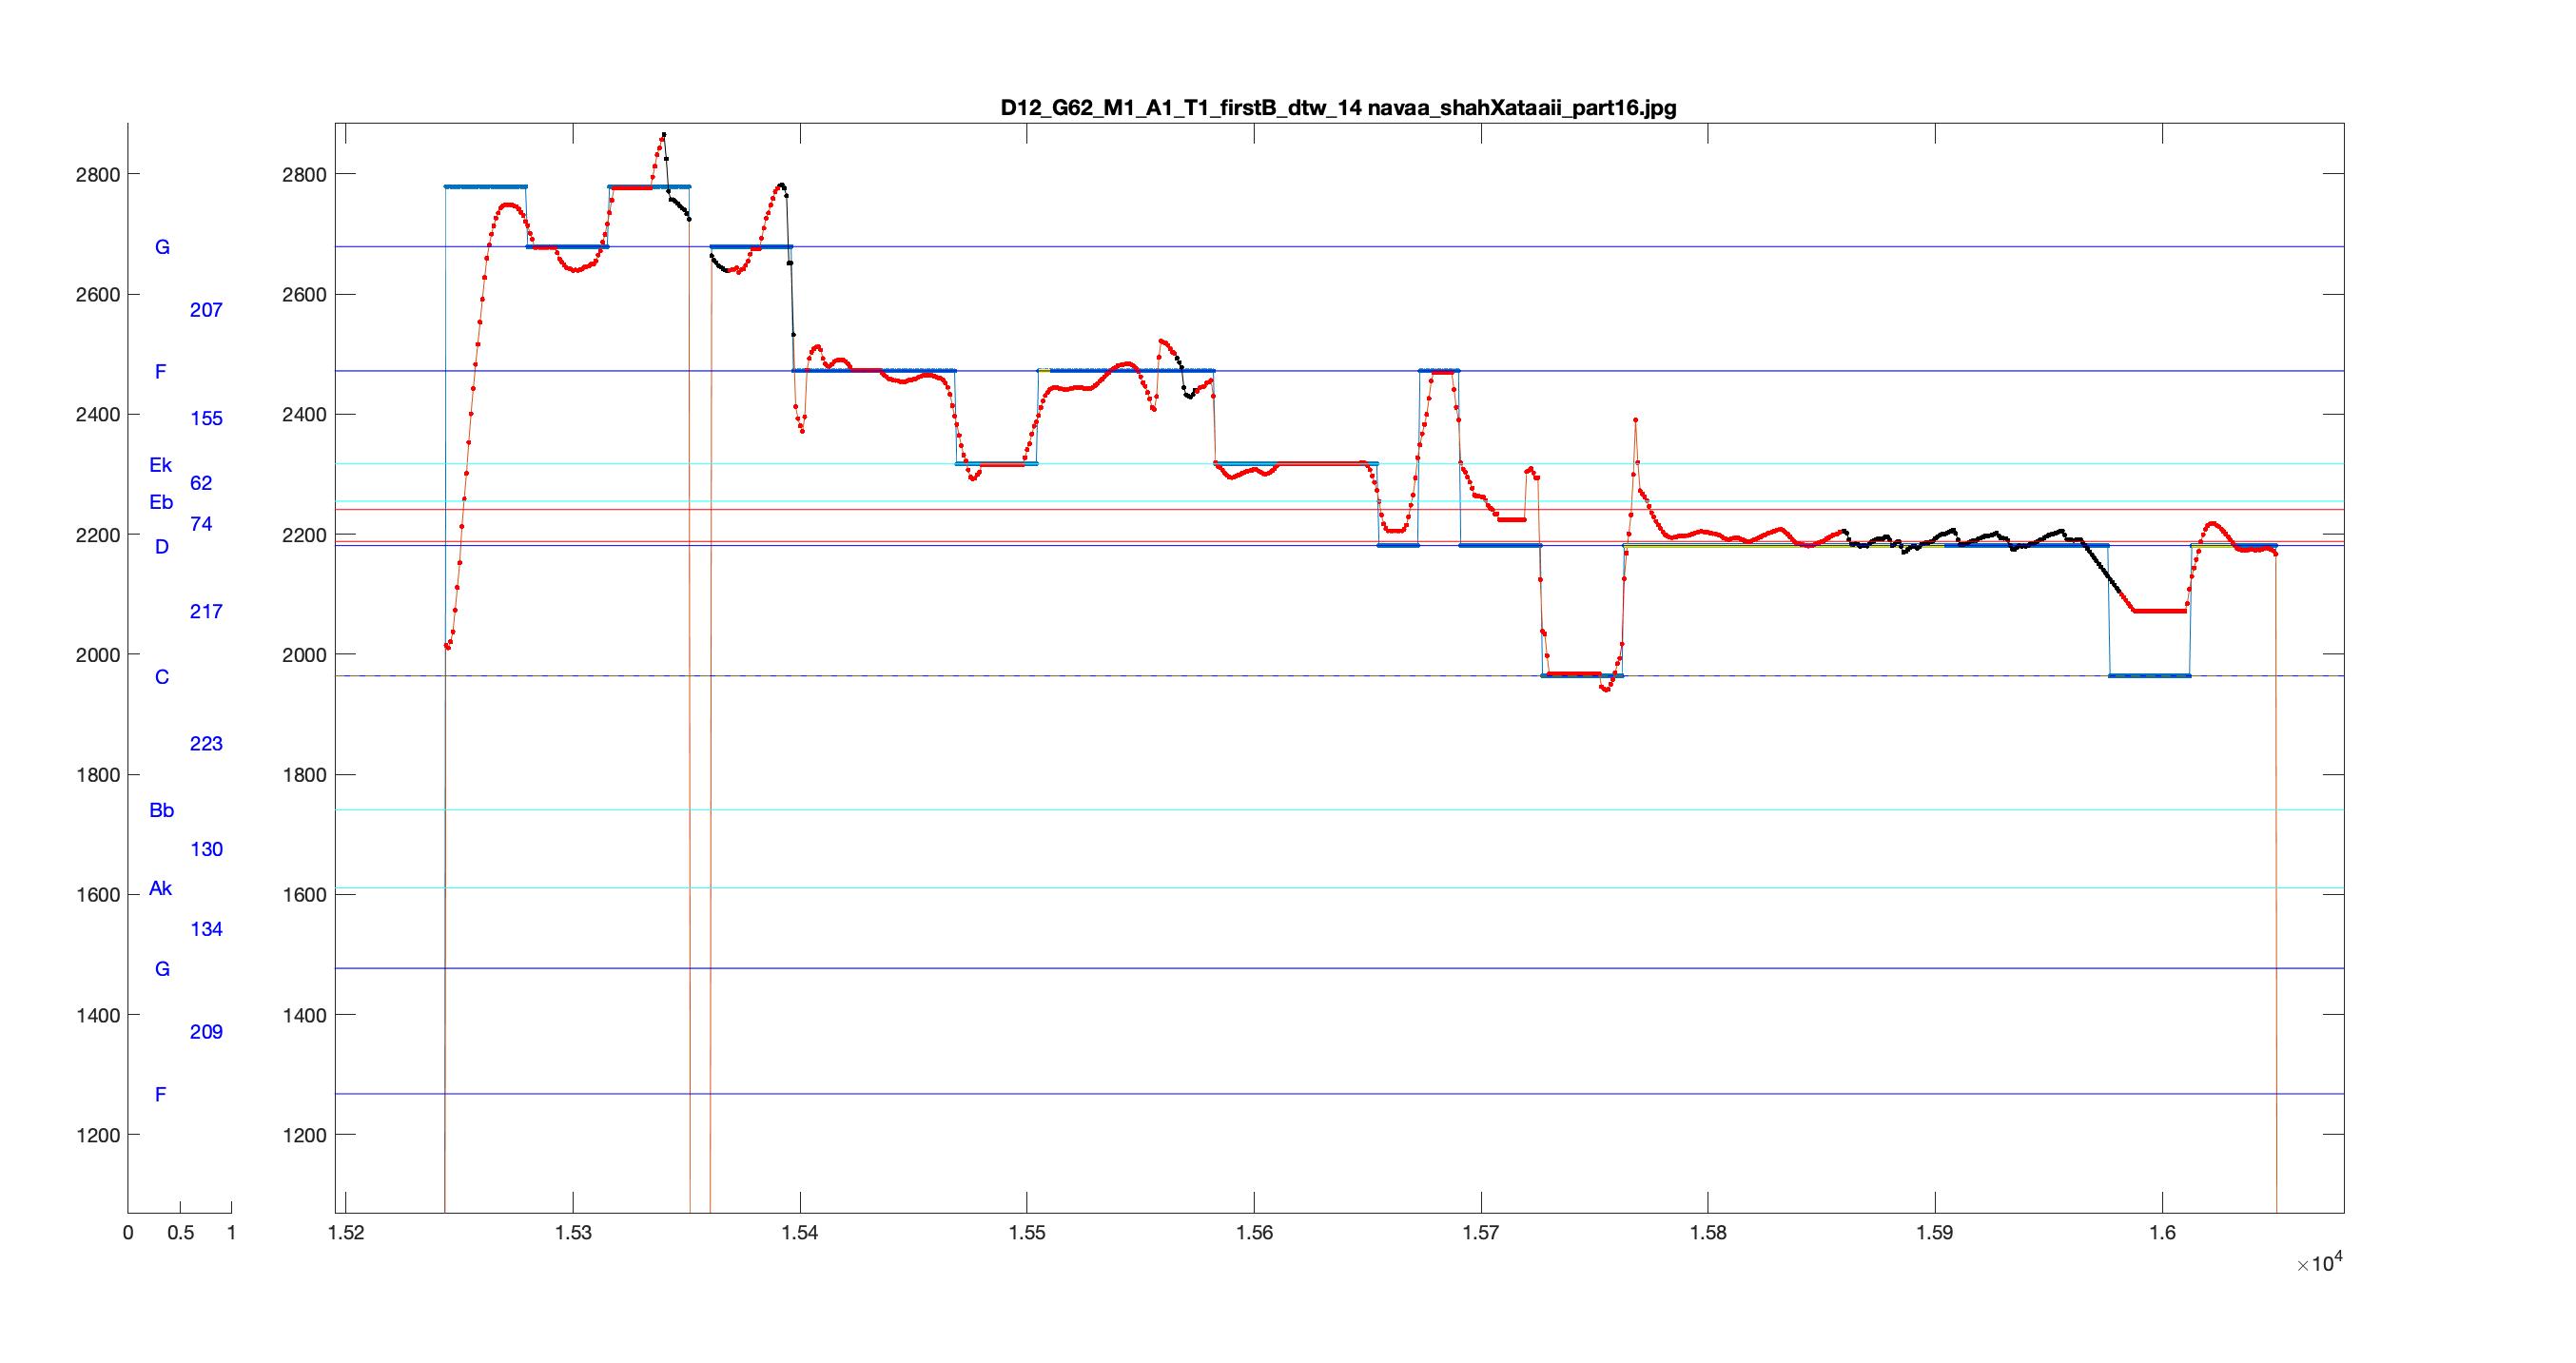 D12_G62_M1_A1_T1_firstB_dtw_14 navaa_shahXataaii_part16.jpg
2800 2800
G
2600 207 2600
F
2400 155 2400
Ek
62
Eb
74
2200 2200
D
217
2000 2000
C
223
1800 1800
Bb
130
1600 Ak 1600
134
G
1400 209 1400
F
1200 1200
0 0.5 1 1.52 1.53 1.54 1.55 1.56 1.57 1.58 1.59 1.6
×10^4